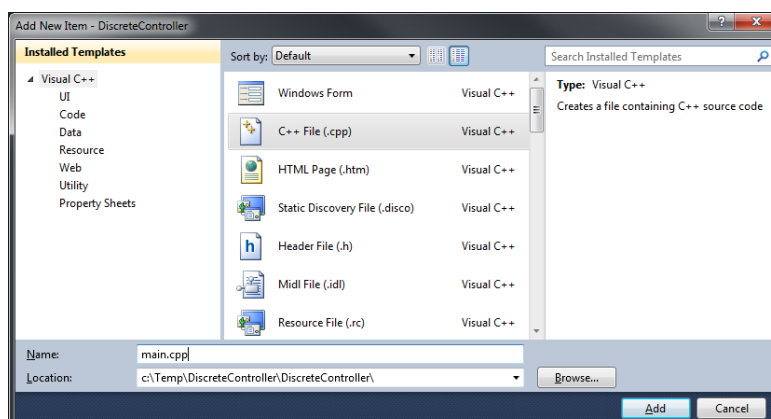 Add New Item - DiscreteController
Installed Templates
Sort by: Default
Search Installed Templates
Visual C++
UI
Code
Data
Resource
Web
Utility
Property Sheets
Windows Form Visual C++
C++ File (.cpp) Visual C++
HTML Page (.htm) Visual C++
Static Discovery File (.disco) Visual C++
Header File (.h) Visual C++
Midl File (.idl) Visual C++
Resource File (.rc) Visual C++
Type: Visual C++
Creates a file containing C++ source code
Name: main.cpp
Location: c:\Temp\DiscreteController\DiscreteController\
Browse...
Add Cancel